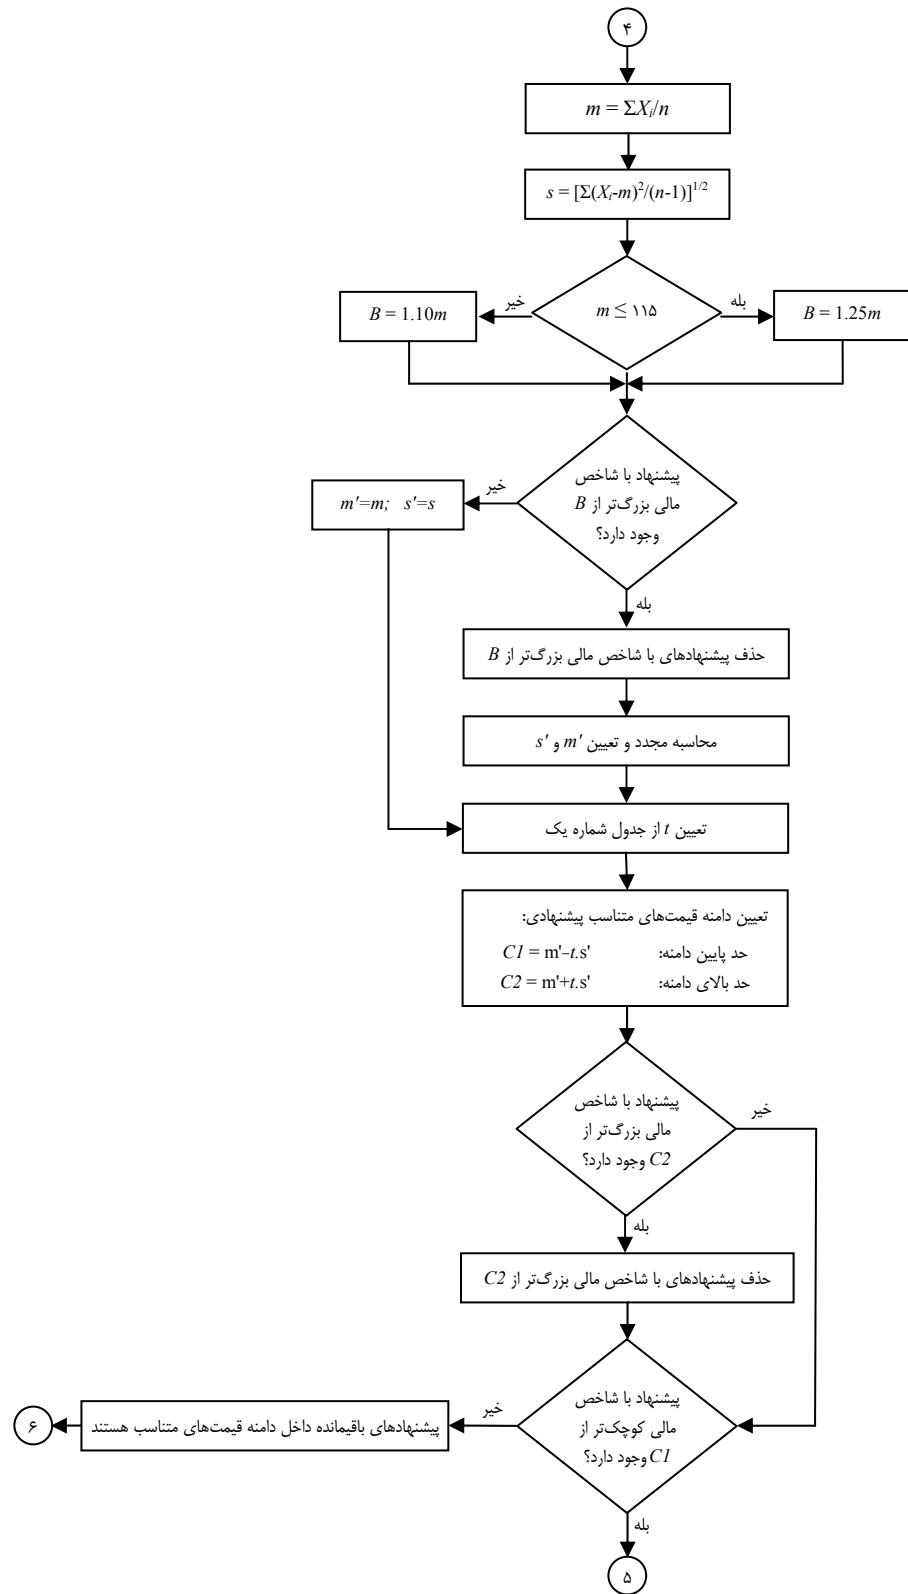 ۴
m = ΣXi/n
s = [Σ(Xi-m)²/(n-1)]^1/2
m ≤ ۱۱۵
خیر
بله
B = 1.10m
B = 1.25m
پیشنهاد با شاخص
مالی بزرگ‌تر از B
وجود دارد؟
خیر
m'=m; s'=s
بله
حذف پیشنهادهای با شاخص مالی بزرگ‌تر از B
محاسبه مجدد و تعیین m' و s'
تعیین t از جدول شماره یک
تعیین دامنه قیمت‌های متناسب پیشنهادی:
حد پایین دامنه: C1 = m'–t.s'
حد بالای دامنه: C2 = m'+t.s'
پیشنهاد با شاخص
مالی بزرگ‌تر از
C2 وجود دارد؟
خیر
بله
حذف پیشنهادهای با شاخص مالی بزرگ‌تر از C2
پیشنهاد با شاخص
مالی کوچک‌تر از
C1 وجود دارد؟
خیر
پیشنهادهای باقیمانده داخل دامنه قیمت‌های متناسب هستند
۶
بله
۵